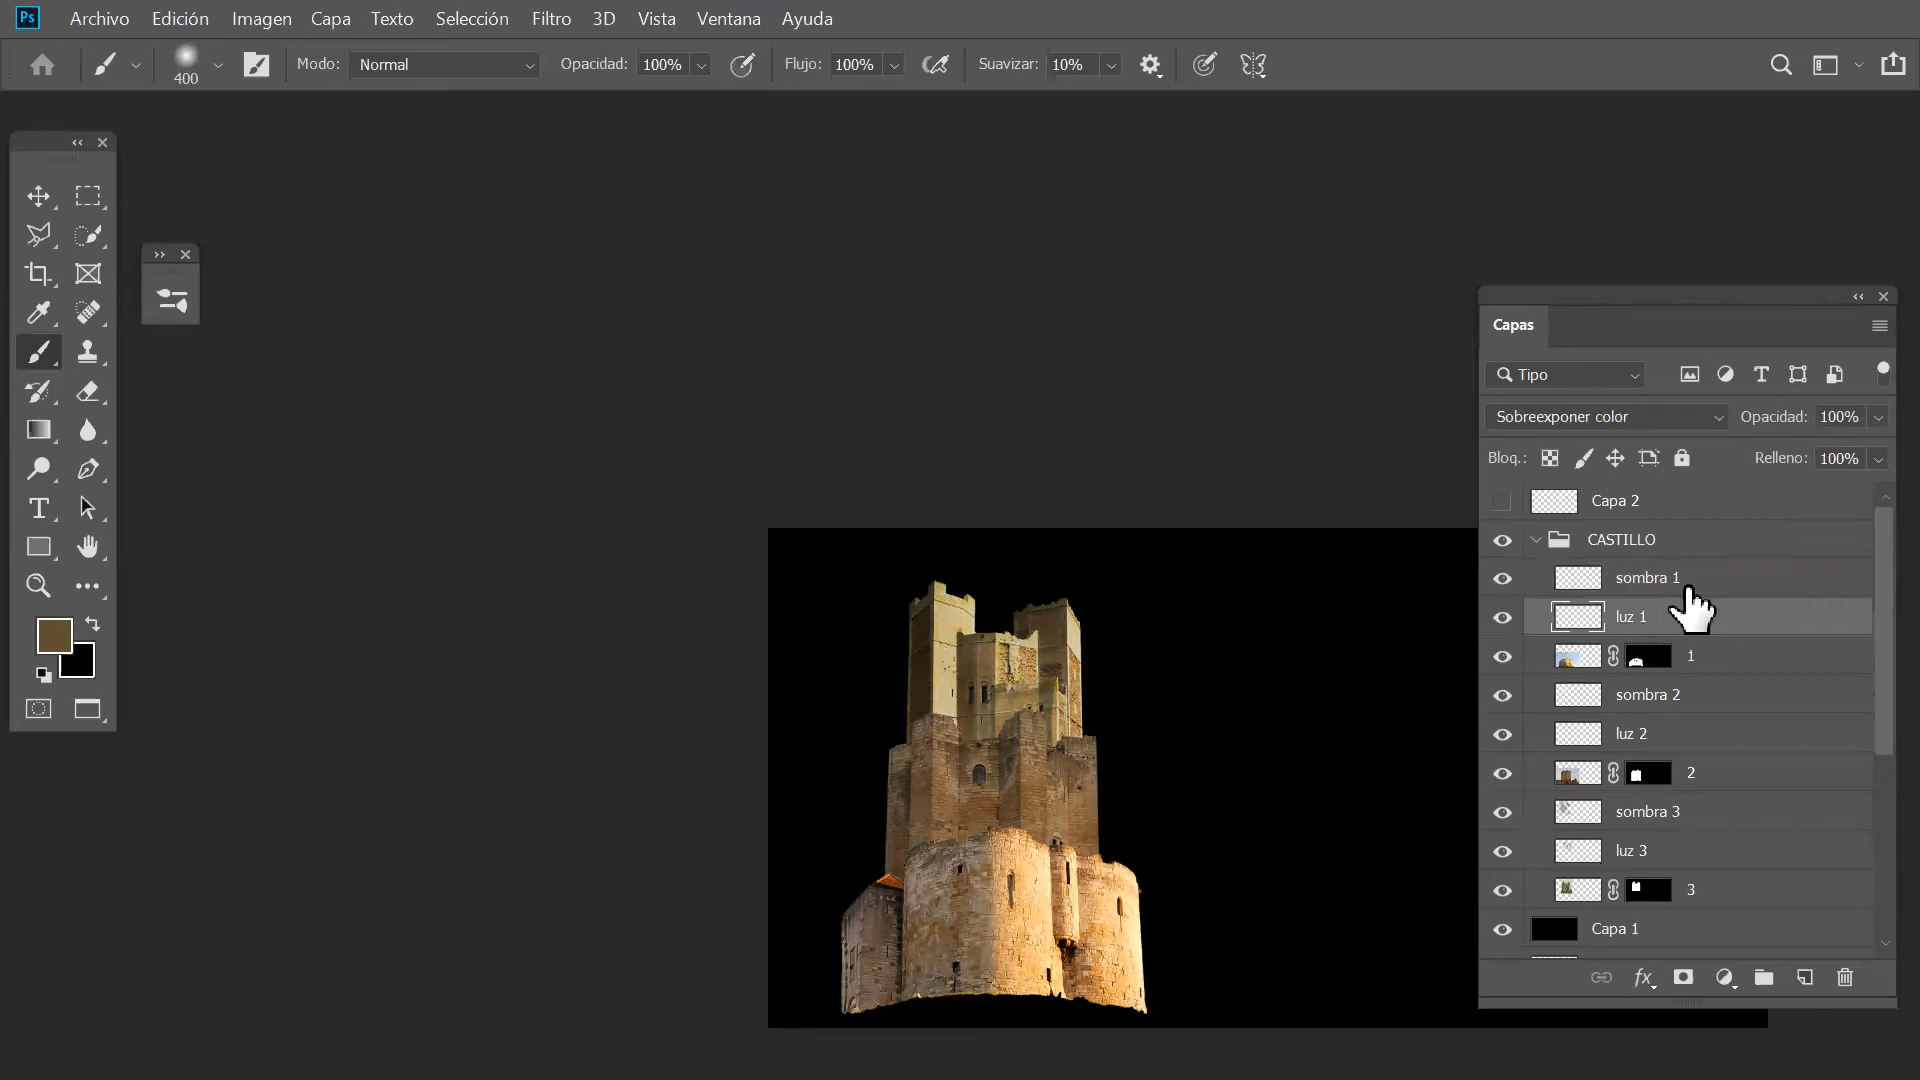 Ps Archivo Edición Imagen Capa Texto Selección Filtro 3D Vista Ventana Ayuda
400 Modo: Normal Opacidad: 100% Flujo: 100% Suavizar: 10%
Capas
Tipo
Sobreexponer color Opacidad: 100%
Bloq.: Relleno: 100%
Capa 2
CASTILLO
sombra 1
luz 1
1
sombra 2
luz 2
2
sombra 3
luz 3
3
Capa 1
fx